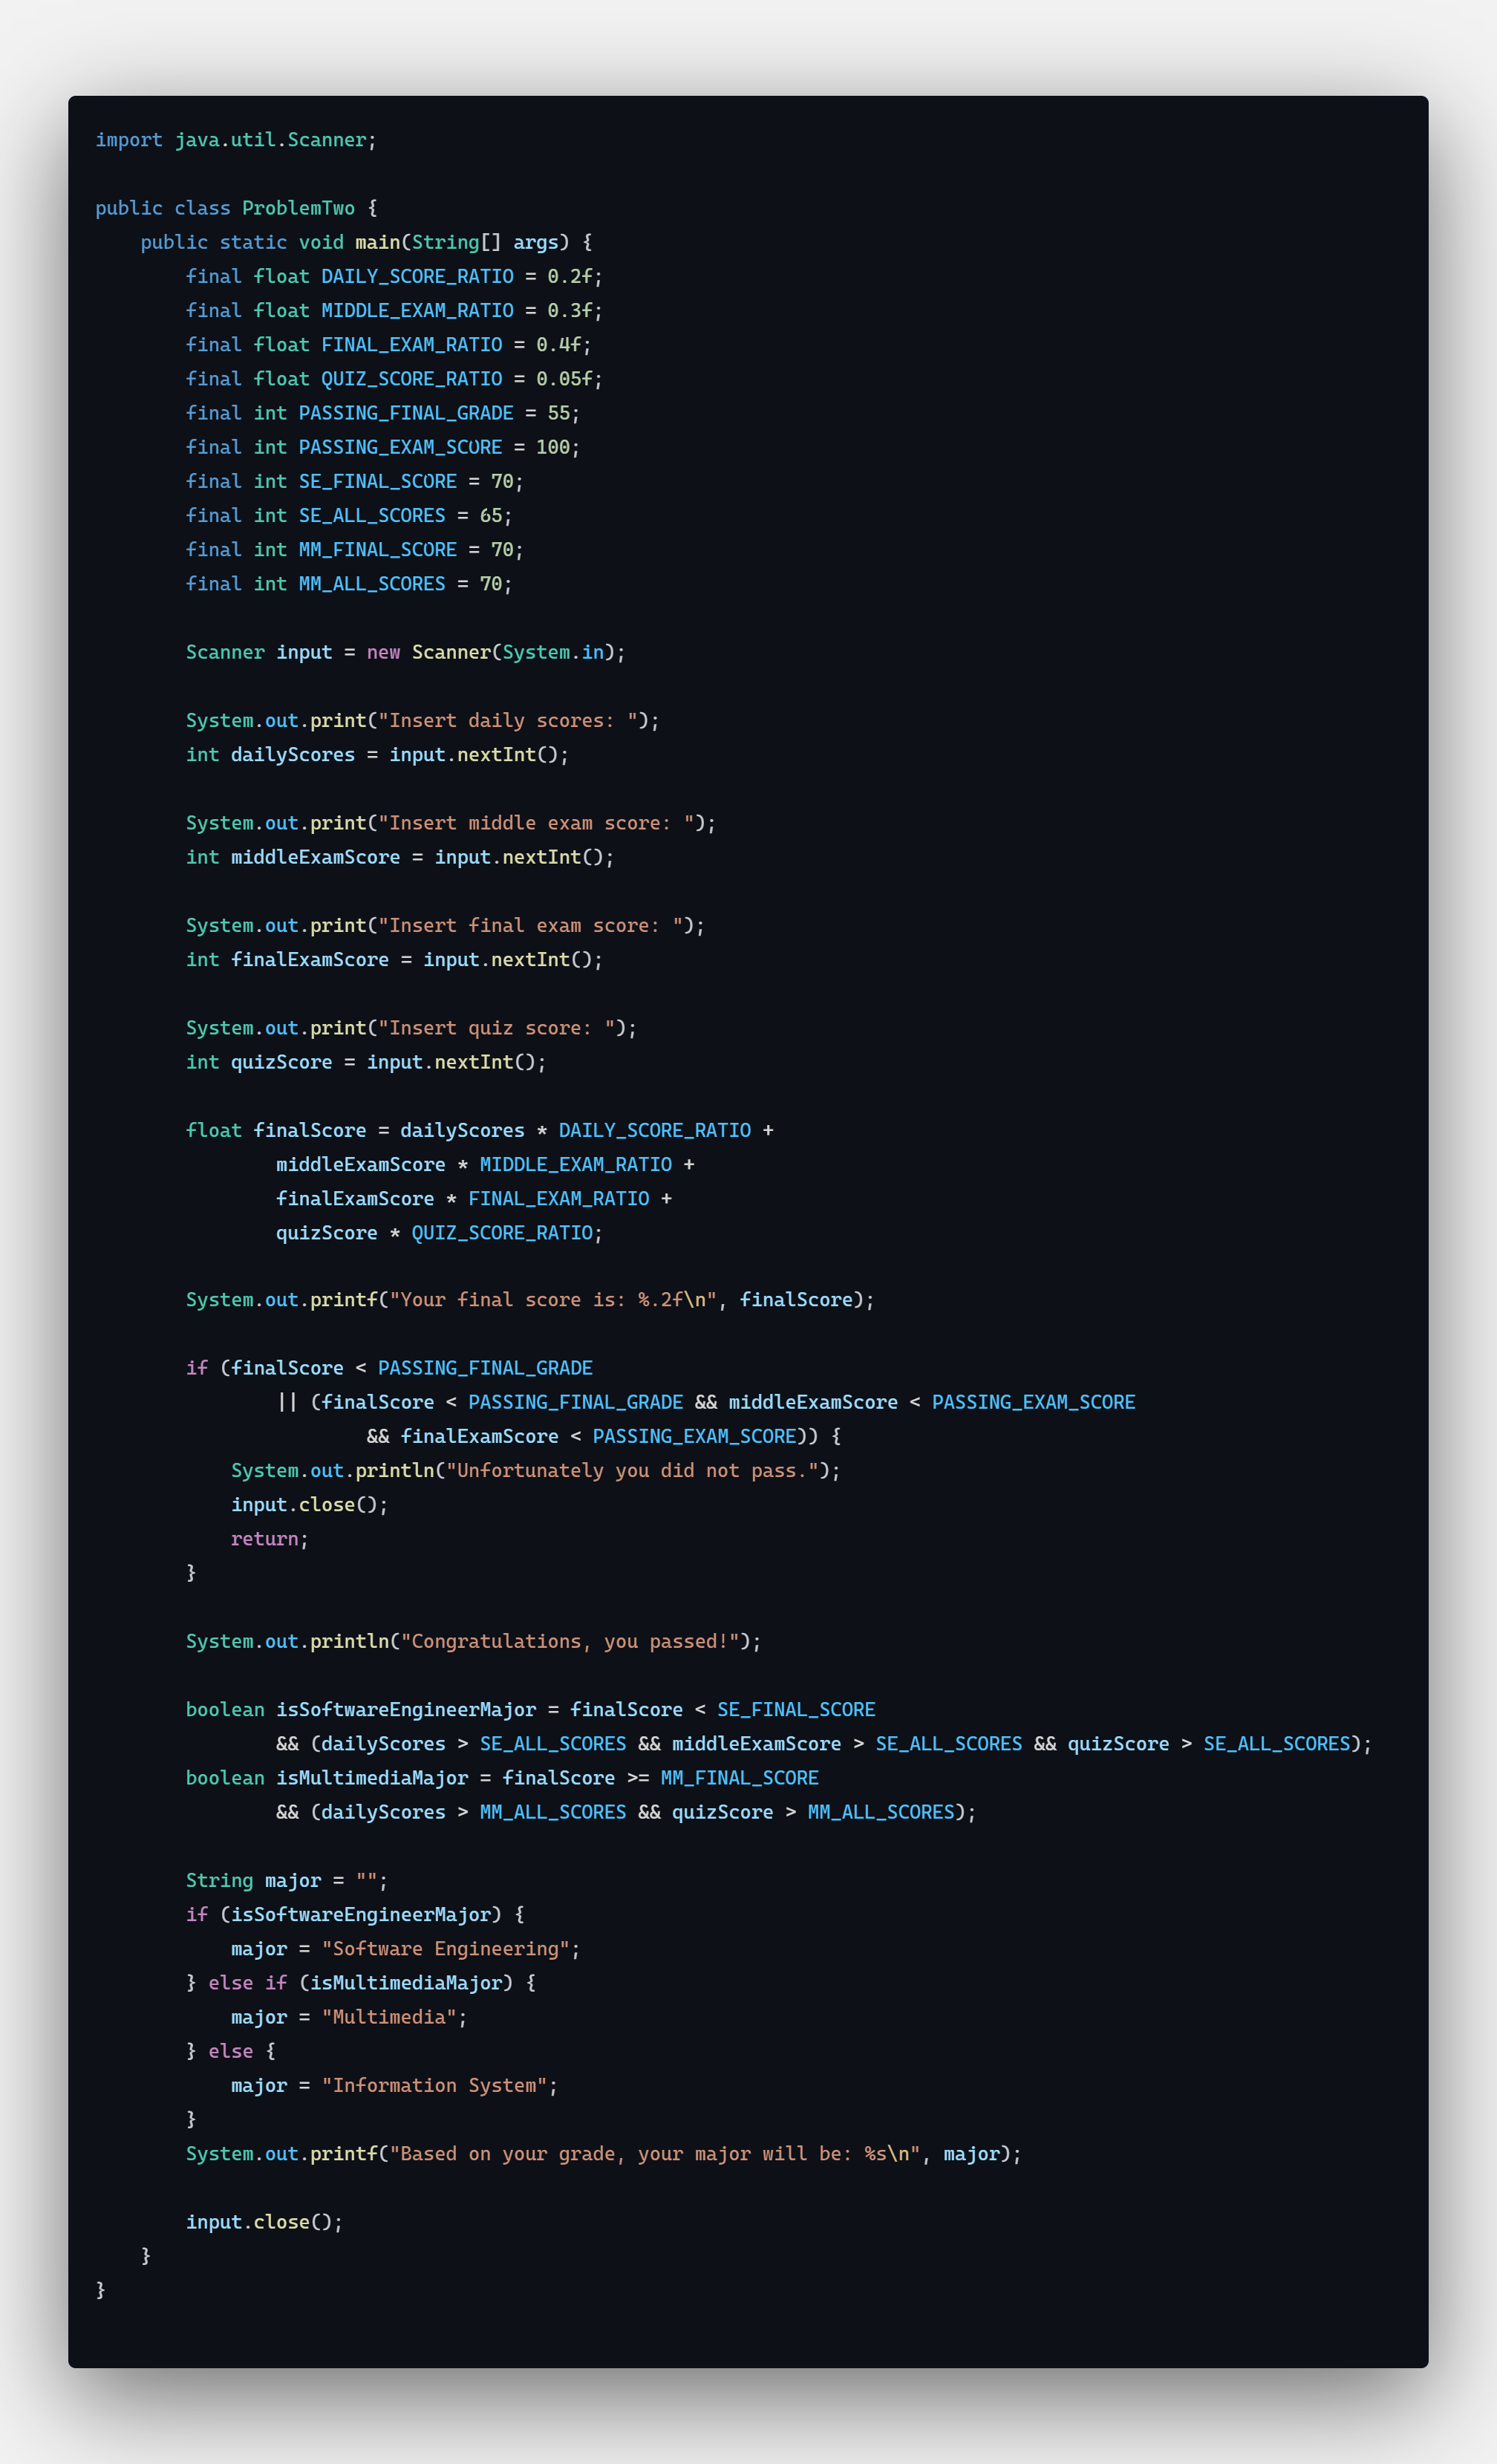 import java.util.Scanner;

public class ProblemTwo {
    public static void main(String[] args) {
        final float DAILY_SCORE_RATIO = 0.2f;
        final float MIDDLE_EXAM_RATIO = 0.3f;
        final float FINAL_EXAM_RATIO = 0.4f;
        final float QUIZ_SCORE_RATIO = 0.05f;
        final int PASSING_FINAL_GRADE = 55;
        final int PASSING_EXAM_SCORE = 100;
        final int SE_FINAL_SCORE = 70;
        final int SE_ALL_SCORES = 65;
        final int MM_FINAL_SCORE = 70;
        final int MM_ALL_SCORES = 70;

        Scanner input = new Scanner(System.in);

        System.out.print("Insert daily scores: ");
        int dailyScores = input.nextInt();

        System.out.print("Insert middle exam score: ");
        int middleExamScore = input.nextInt();

        System.out.print("Insert final exam score: ");
        int finalExamScore = input.nextInt();

        System.out.print("Insert quiz score: ");
        int quizScore = input.nextInt();

        float finalScore = dailyScores * DAILY_SCORE_RATIO +
                middleExamScore * MIDDLE_EXAM_RATIO +
                finalExamScore * FINAL_EXAM_RATIO +
                quizScore * QUIZ_SCORE_RATIO;

        System.out.printf("Your final score is: %.2f\n", finalScore);

        if (finalScore < PASSING_FINAL_GRADE
                || (finalScore < PASSING_FINAL_GRADE && middleExamScore < PASSING_EXAM_SCORE
                        && finalExamScore < PASSING_EXAM_SCORE)) {
            System.out.println("Unfortunately you did not pass.");
            input.close();
            return;
        }

        System.out.println("Congratulations, you passed!");

        boolean isSoftwareEngineerMajor = finalScore < SE_FINAL_SCORE
                && (dailyScores > SE_ALL_SCORES && middleExamScore > SE_ALL_SCORES && quizScore > SE_ALL_SCORES);
        boolean isMultimediaMajor = finalScore >= MM_FINAL_SCORE
                && (dailyScores > MM_ALL_SCORES && quizScore > MM_ALL_SCORES);

        String major = "";
        if (isSoftwareEngineerMajor) {
            major = "Software Engineering";
        } else if (isMultimediaMajor) {
            major = "Multimedia";
        } else {
            major = "Information System";
        }
        System.out.printf("Based on your grade, your major will be: %s\n", major);

        input.close();
    }
}